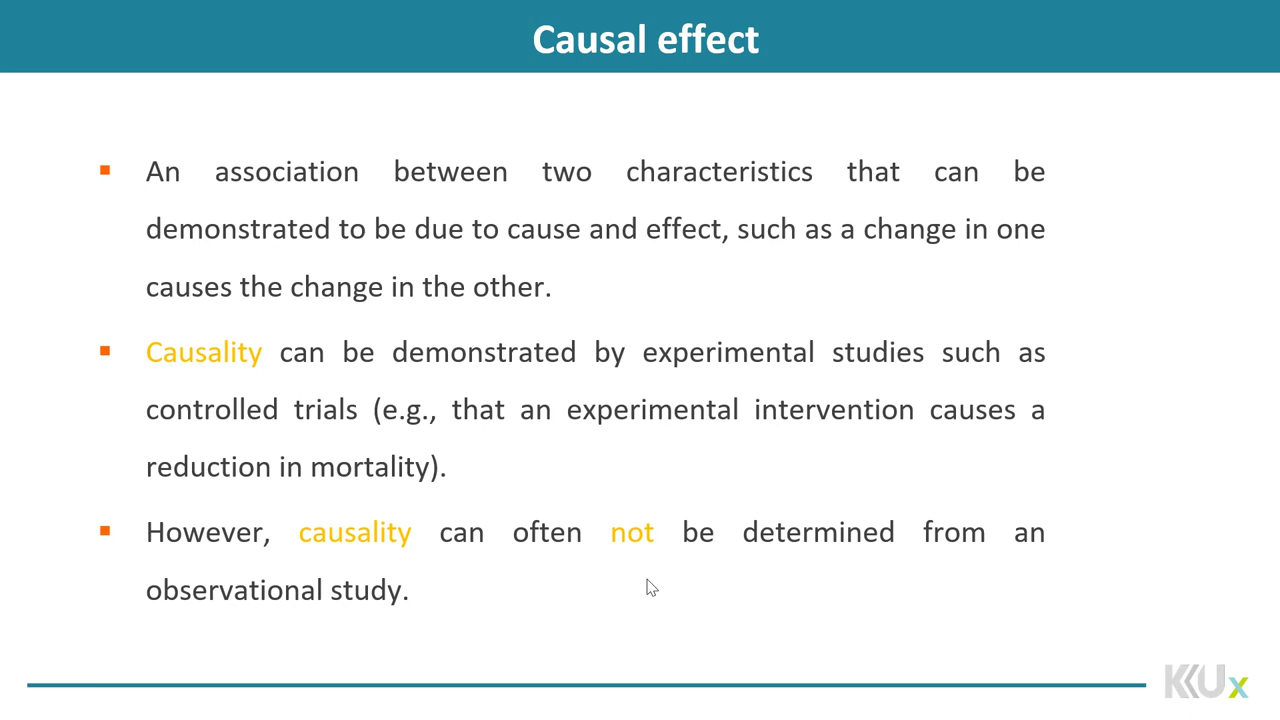 Causal effect
An association between two characteristics that can be
demonstrated to be due to cause and effect, such as a change in one
causes the change in the other.
Causality can be demonstrated by experimental studies such as
controlled trials (e.g., that an experimental intervention causes a
reduction in mortality).
However, causality can often not be determined from an
observational study.
KKUx